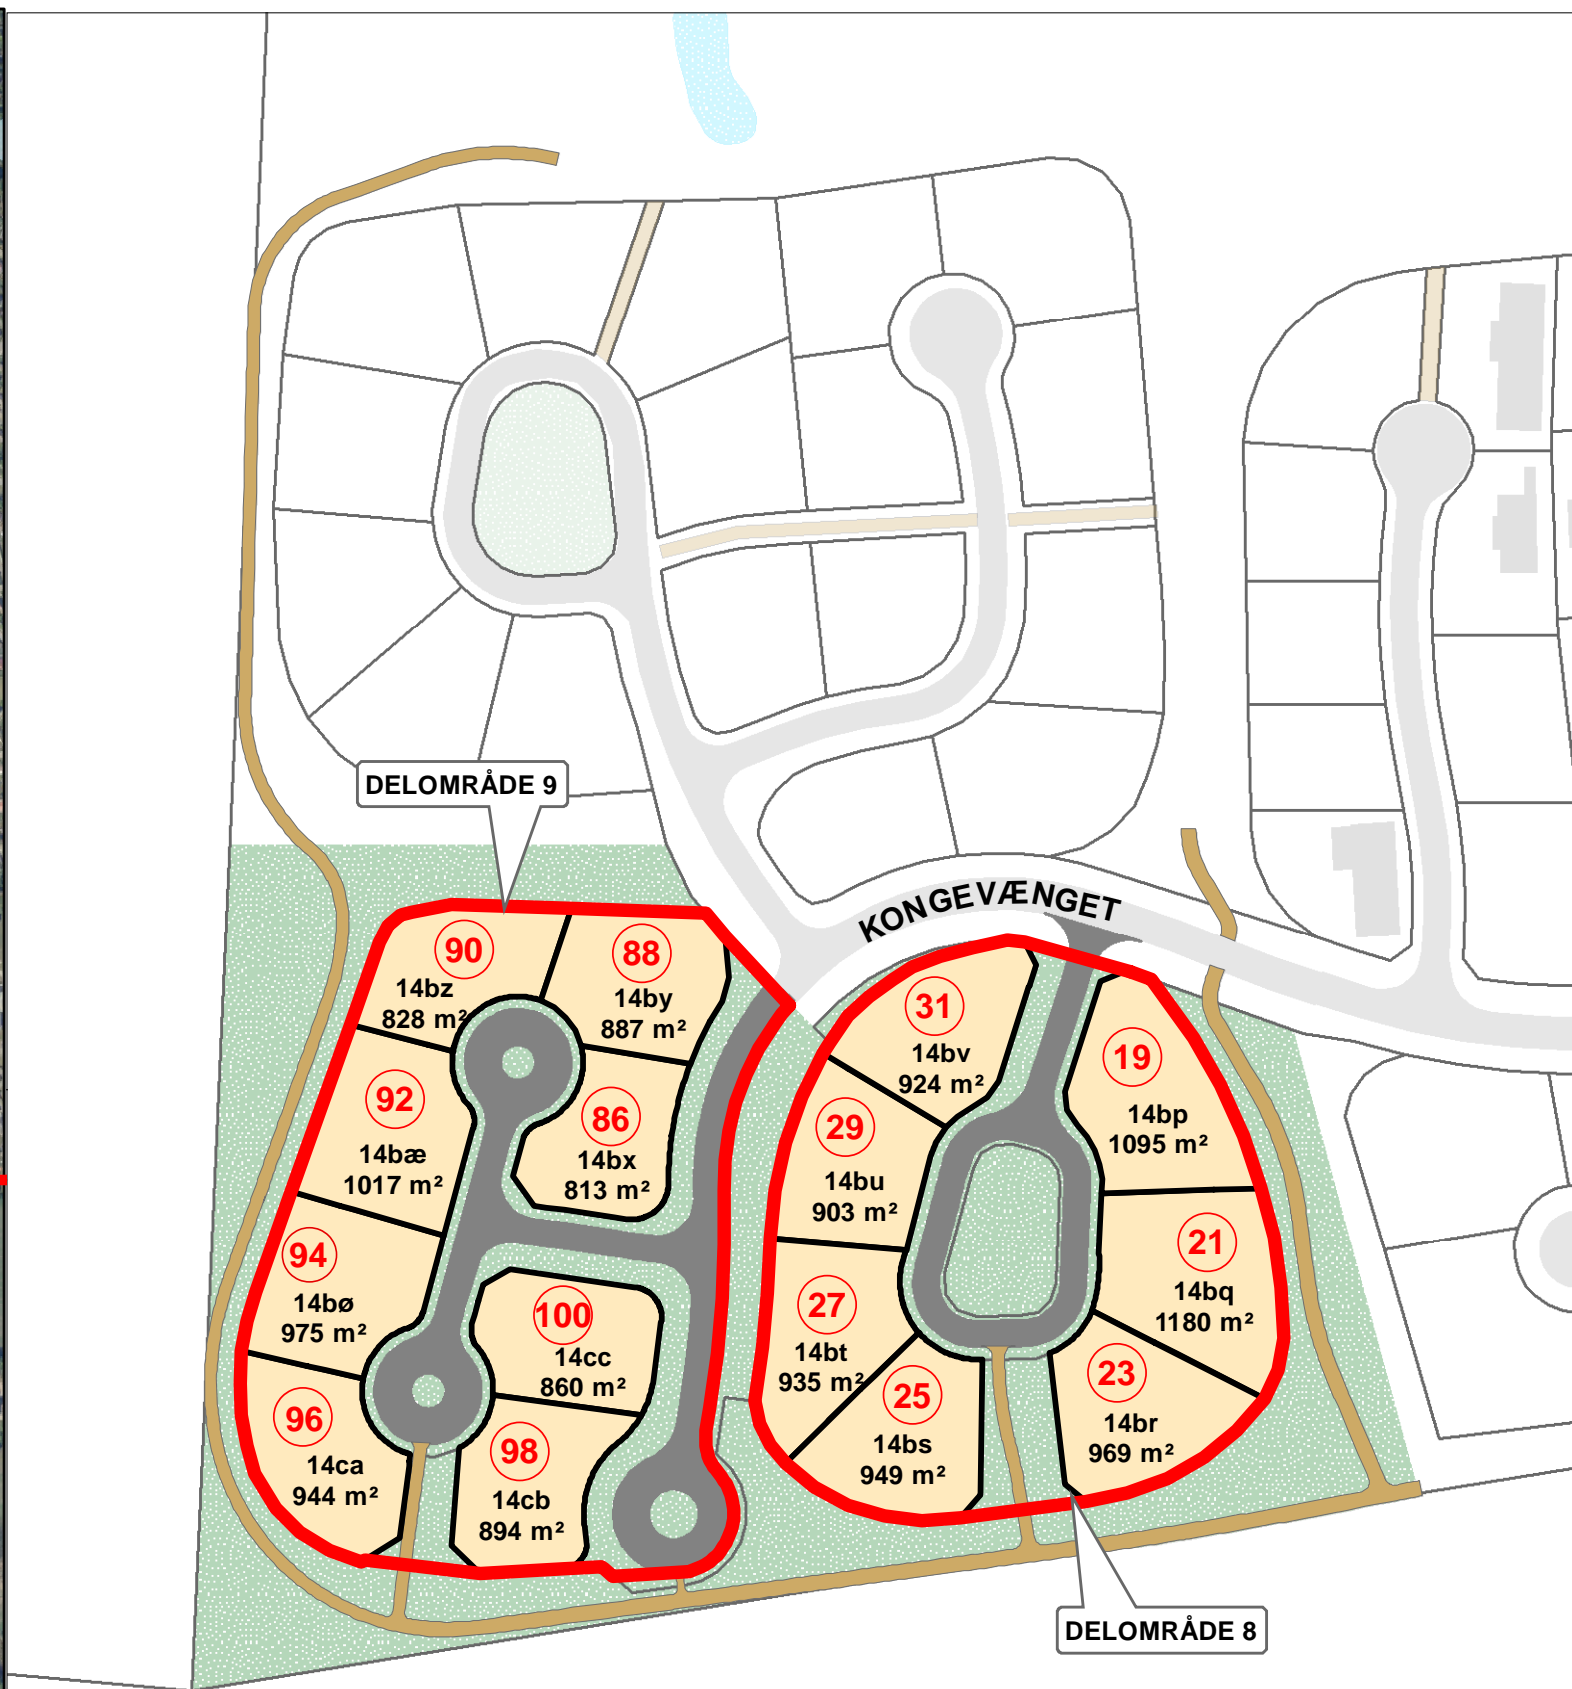 DELOMRÅDE 9
KONGEVÆNGET
90
14bz
828 m²
88
14by
887 m²
92
14bæ
1017 m²
86
14bx
813 m²
94
14bø
975 m²
100
14cc
860 m²
96
14ca
944 m²
98
14cb
894 m²
31
14bv
924 m²
19
14bp
1095 m²
29
14bu
903 m²
21
14bq
1180 m²
27
14bt
935 m²
25
14bs
949 m²
23
14br
969 m²
DELOMRÅDE 8